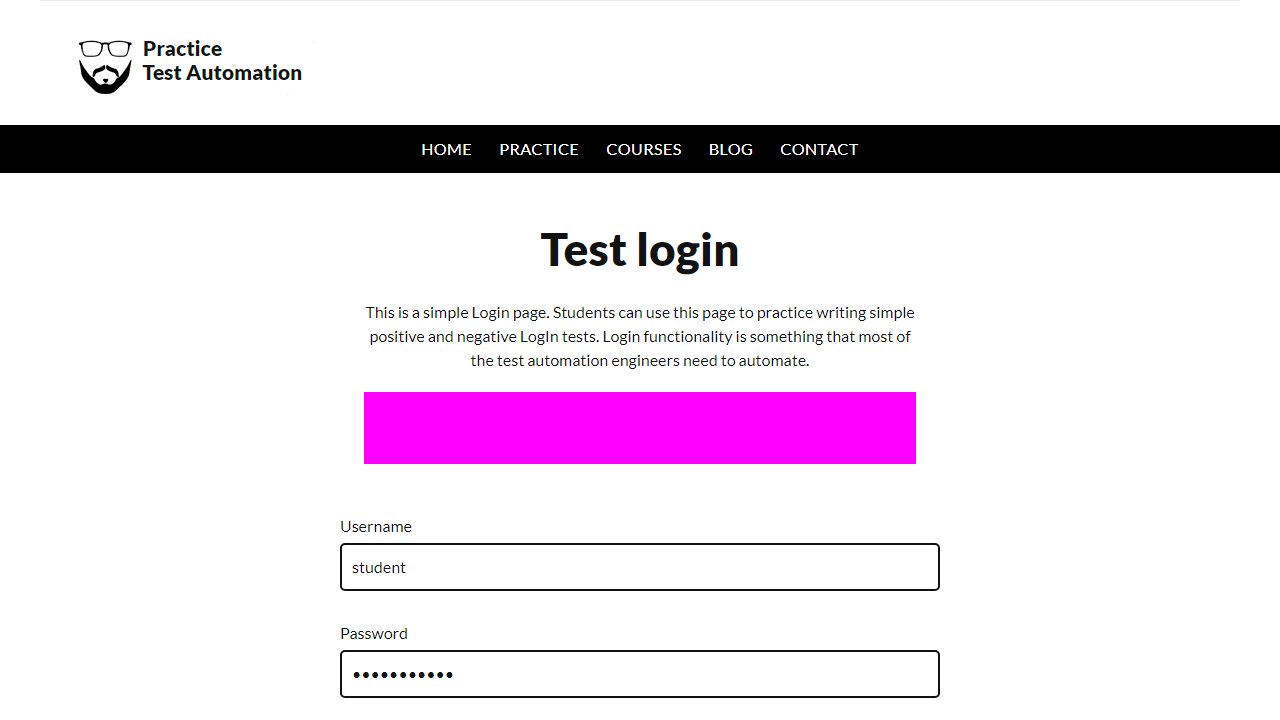 Practice
Test Automation
HOME PRACTICE COURSES BLOG CONTACT
Test login
This is a simple Login page. Students can use this page to practice writing simple
positive and negative LogIn tests. Login functionality is something that most of
the test automation engineers need to automate.
Username
student
Password
•••••••••••